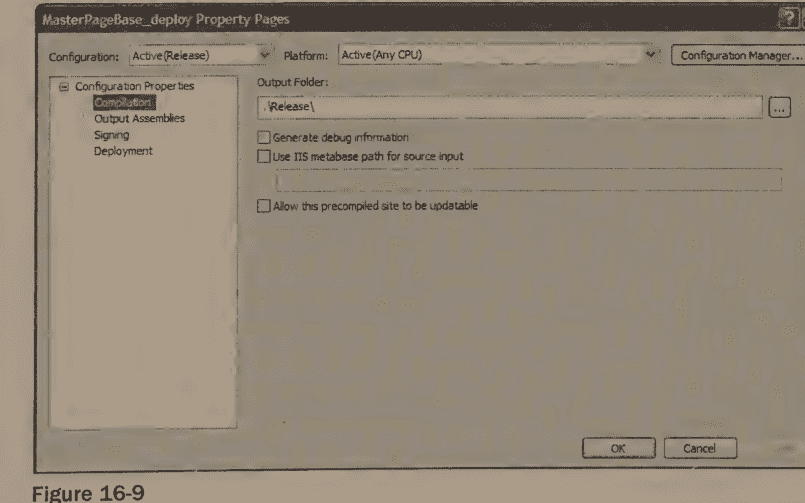 MasterPageBase_deploy Property Pages
?
Configuration: Active(Release) Platform: Active(Any CPU) Configuration Manager...
Configuration Properties
Compilation
Output Assemblies
Signing
Deployment
Output Folder:
.\Release\
...
Generate debug information
Use IIS metabase path for source input
Allow this precompiled site to be updatable
OK Cancel
Figure 16-9